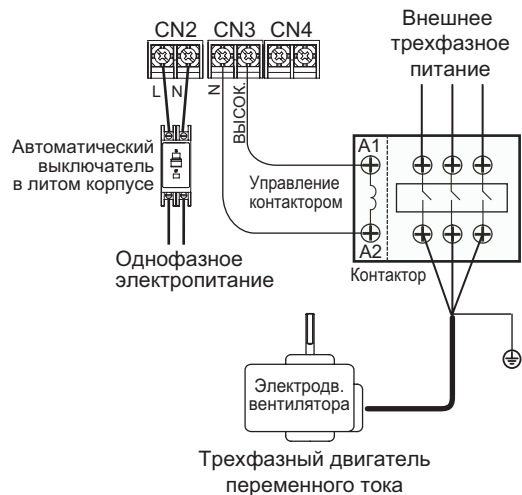 CN2 CN3 CN4
Внешнее
трехфазное
питание
L N
N
ВЫСОК.
Автоматический
выключатель
в литом корпусе
A1
Управление
контактором
A2
Однофазное
электропитание
Контактор
Электродв.
вентилятора
Трехфазный двигатель
переменного тока